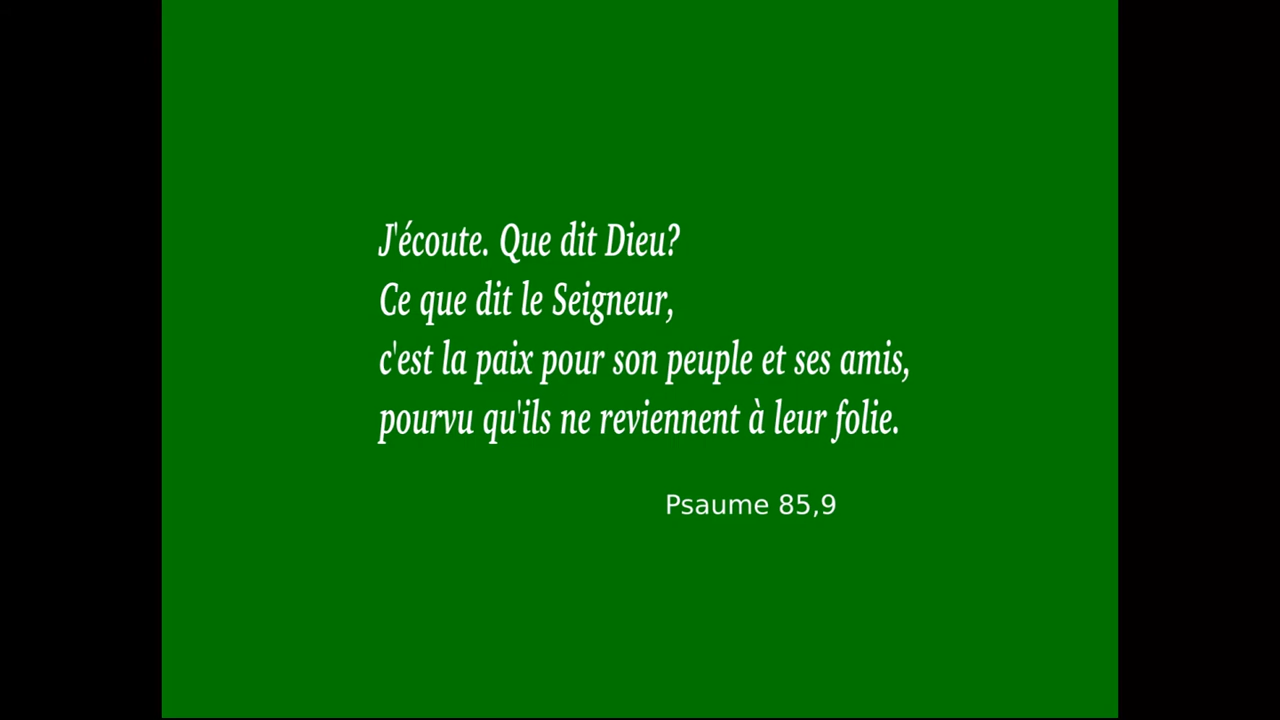 J'écoute. Que dit Dieu?
Ce que dit le Seigneur,
c'est la paix pour son peuple et ses amis,
pourvu qu'ils ne reviennent à leur folie.
Psaume 85,9